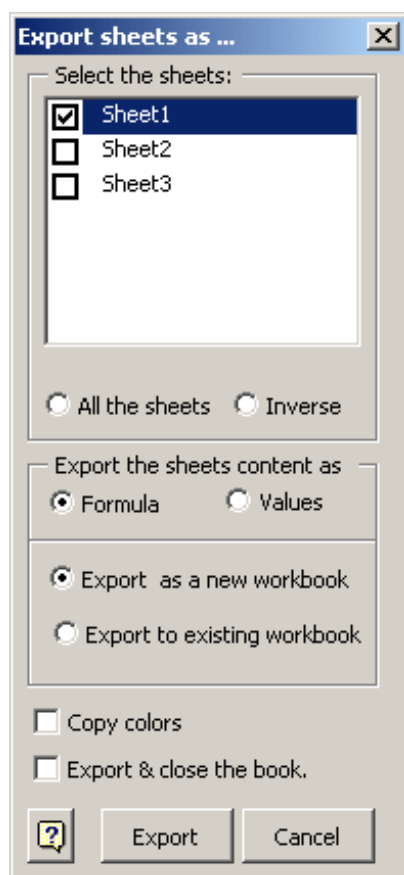 Export sheets as ...
Select the sheets:
Sheet1
Sheet2
Sheet3
All the sheets Inverse
Export the sheets content as
Formula Values
Export as a new workbook
Export to existing workbook
Copy colors
Export & close the book.
? Export Cancel